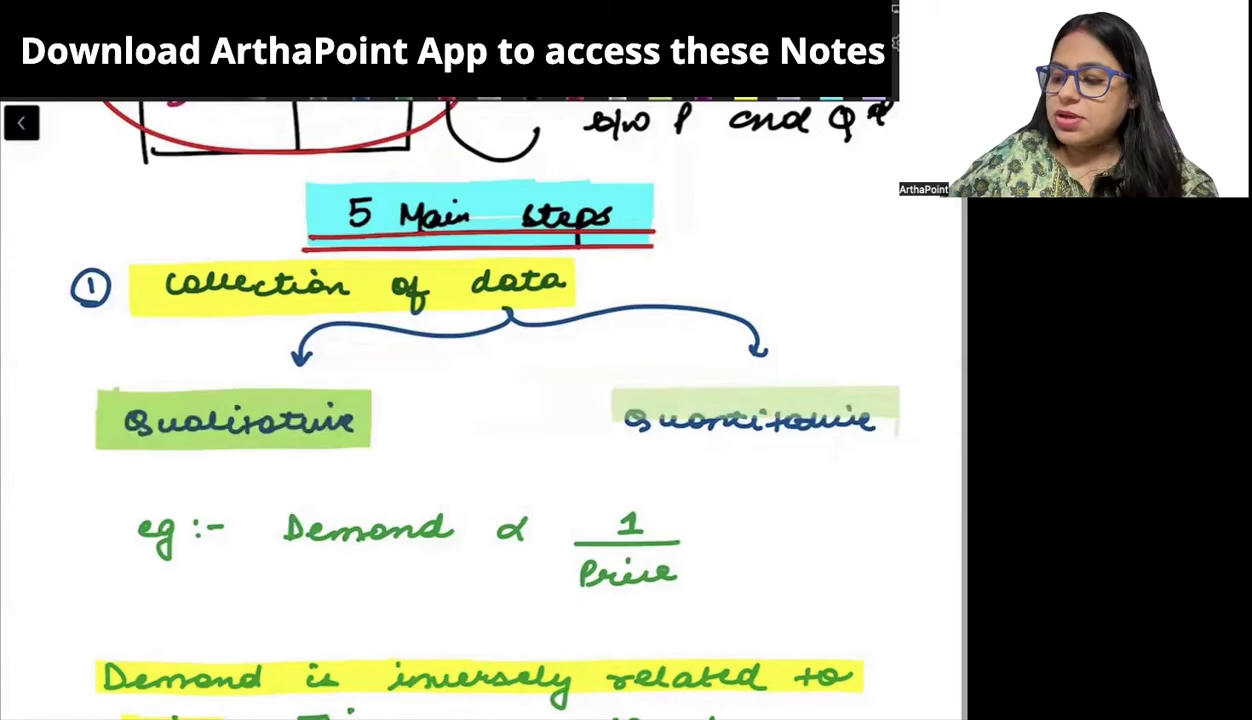 Download ArthaPoint App to access these Notes
b/w P and Qd
ArthaPoint
5 Main steps
1 Collection of data
Qualitative Quantitative
eg :- Demand ∝ 1
Price
Demand is inversely related to